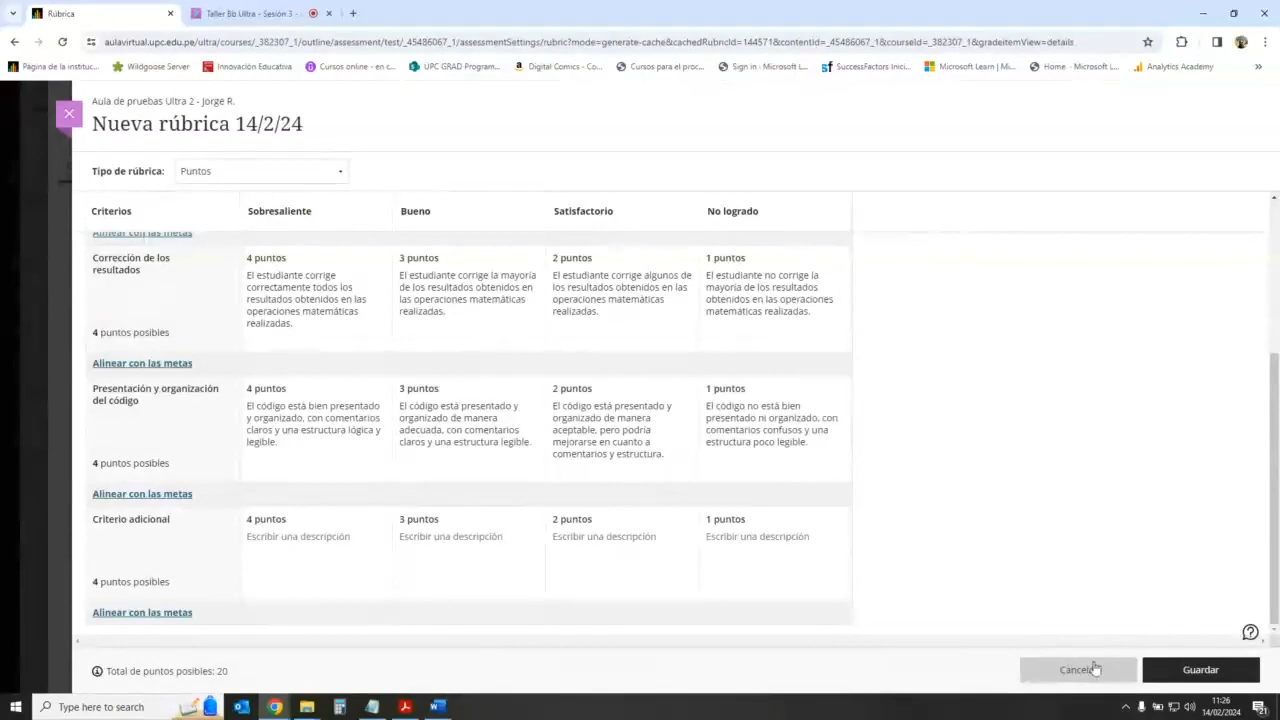 Rúbrica
Taller Bb Ultra - Sesión 3 -
aulavirtual.upc.edu.pe/ultra/courses/_382307_1/outline/assessment/test/_45486067_1/assessmentSettings/rubric?mode=generate-cache&cachedRubricId=144571&contentId=_45486067_1&courseId=_382307_1&gradeitemView=details
Página de la instituc...
Wildgoose Server
Innovación Educativa
Cursos online - en c...
UPC GRAD Program...
Digital Comics - Co...
Cursos para el proc...
Sign in · Microsoft L...
SuccessFactors Inici...
Microsoft Learn | Mi...
Home. - Microsoft L...
Analytics Academy
Aula de pruebas Ultra 2 - Jorge R.
Nueva rúbrica 14/2/24
Tipo de rúbrica:
Puntos
Criterios
Sobresaliente
Bueno
Satisfactorio
No logrado
Alinear con las metas
Corrección de los
resultados
4 puntos posibles
4 puntos
El estudiante corrige
correctamente todos los
resultados obtenidos en las
operaciones matemáticas
realizadas.
3 puntos
El estudiante corrige la mayoría
de los resultados obtenidos en
las operaciones matemáticas
realizadas.
2 puntos
El estudiante corrige algunos de
los resultados obtenidos en las
operaciones matemáticas
realizadas.
1 puntos
El estudiante no corrige la
mayoría de los resultados
obtenidos en las operaciones
matemáticas realizadas.
Alinear con las metas
Presentación y organización
del código
4 puntos posibles
4 puntos
El código está bien presentado
y organizado, con comentarios
claros y una estructura lógica y
legible.
3 puntos
El código está presentado y
organizado de manera
adecuada, con comentarios
claros y una estructura legible.
2 puntos
El código está presentado y
organizado de manera
aceptable, pero podría
mejorarse en cuanto a
comentarios y estructura.
1 puntos
El código no está bien
presentado ni organizado, con
comentarios confusos y una
estructura poco legible.
Alinear con las metas
Criterio adicional
4 puntos posibles
4 puntos
Escribir una descripción
3 puntos
Escribir una descripción
2 puntos
Escribir una descripción
1 puntos
Escribir una descripción
Alinear con las metas
Total de puntos posibles: 20
Cancelar
Guardar
Type here to search
11:26
14/02/2024
21